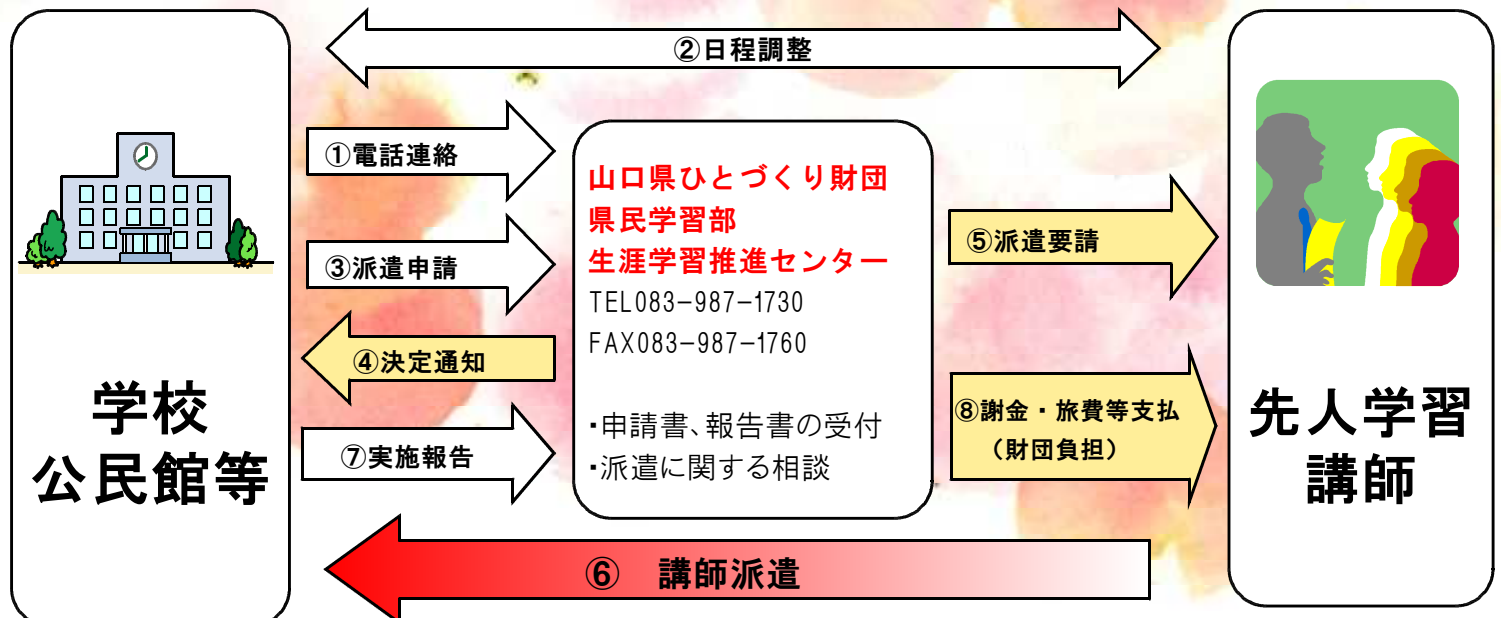 ②日程調整
①電話連絡
③派遣申請
④決定通知
⑦実施報告
学校
公民館等
山口県ひとづくり財団
県民学習部
生涯学習推進センター
TEL083−987−1730
FAX083−987−1760
・申請書、報告書の受付
・派遣に関する相談
⑤派遣要請
⑧謝金・旅費等支払
（財団負担）
先人学習
講師
⑥　講師派遣